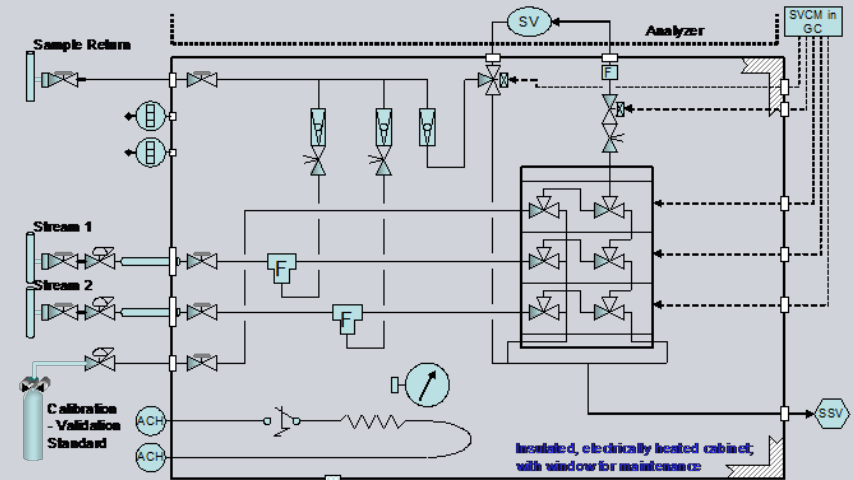 SV
SVCM in
GC
Analyzer
Sample Return
F
Stream 1
F
Stream 2
F
Calibration
- Validation
Standard
ACH
ACH
SSV
Insulated, electrically heated cabinet;
with window for maintenance